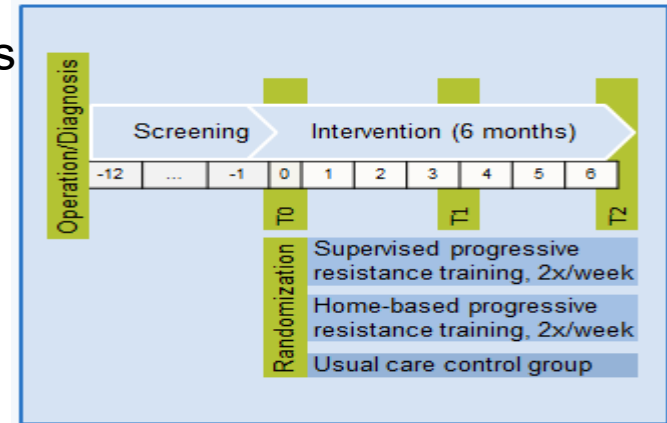 s
Operation/Diagnosis
Screening
Intervention (6 months)
-12 ... -1 0 1 2 3 4 5 6
T0
T1
T2
Randomization
Supervised progressive
resistance training, 2x/week
Home-based progressive
resistance training, 2x/week
Usual care control group